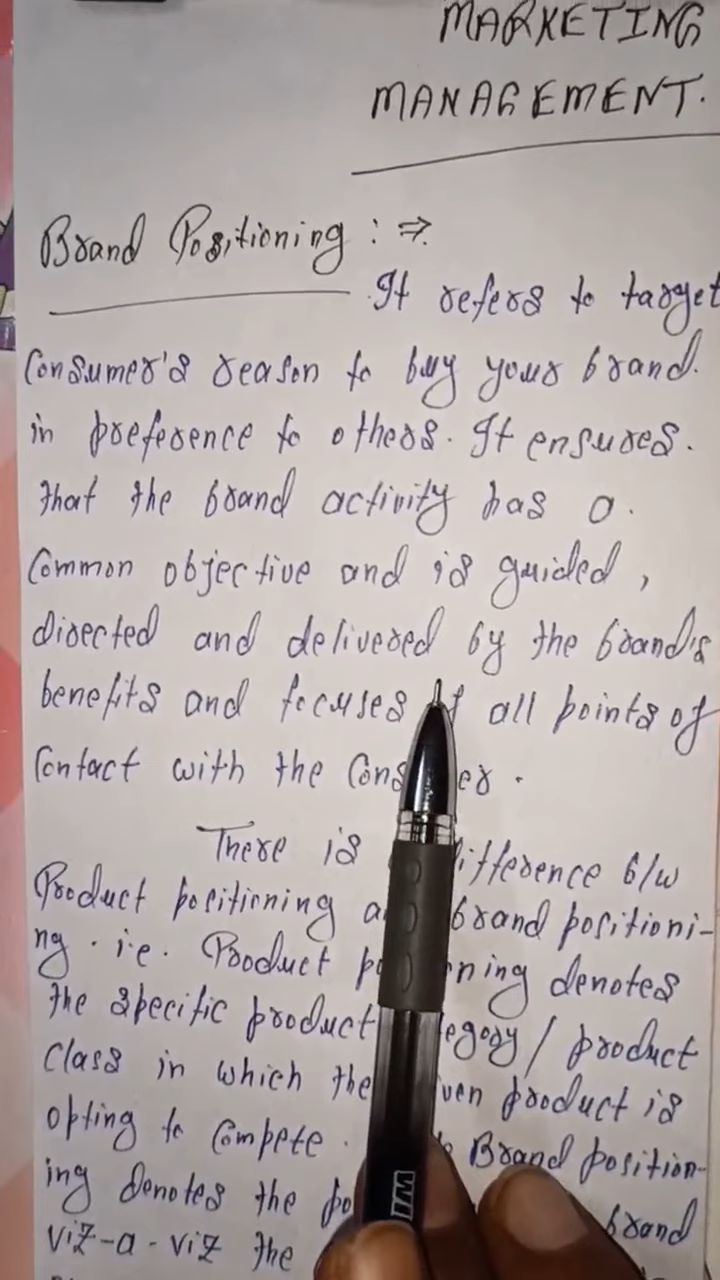 MARKETING
MANAGEMENT.
Brand Positioning : ⇒
It refers to target
Consumer's reason to buy your brand.
in preference to others. It ensures.
that the brand activity has a.
Common objective and is guided,
directed and delivered by the brand's
benefits and focuses all points of
Contact with the
There is difference b/w
Product positioning brand positioni-
ng. i.e. Product denotes
the specific product / product
Class in which the product is
opting to compete. Brand position-
ing denotes the brand
viz-a-viz the